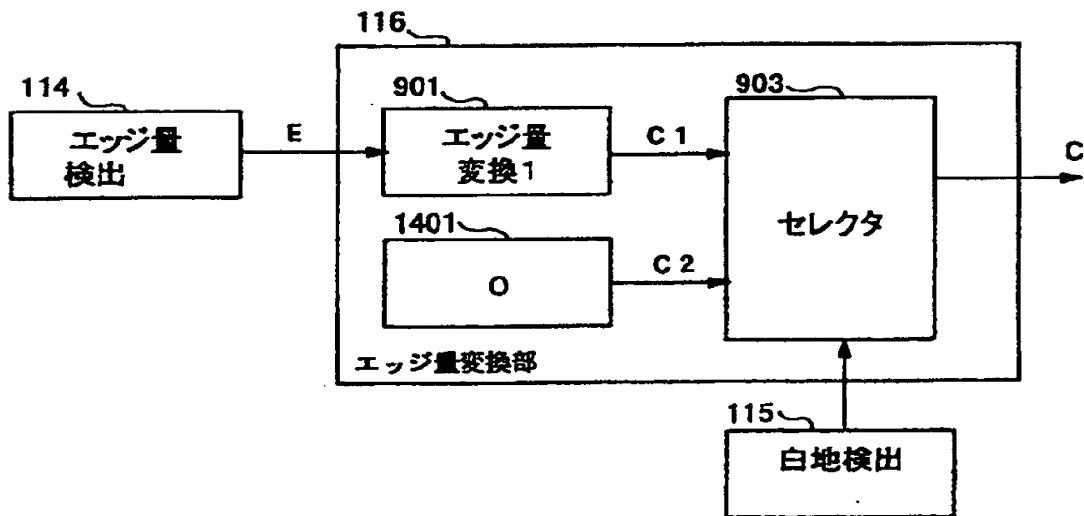 116
114
エッジ量
検出
E
901
エッジ量
変換1
C1
903
セレクタ
C
1401
0
C2
エッジ量変換部
115
白地検出